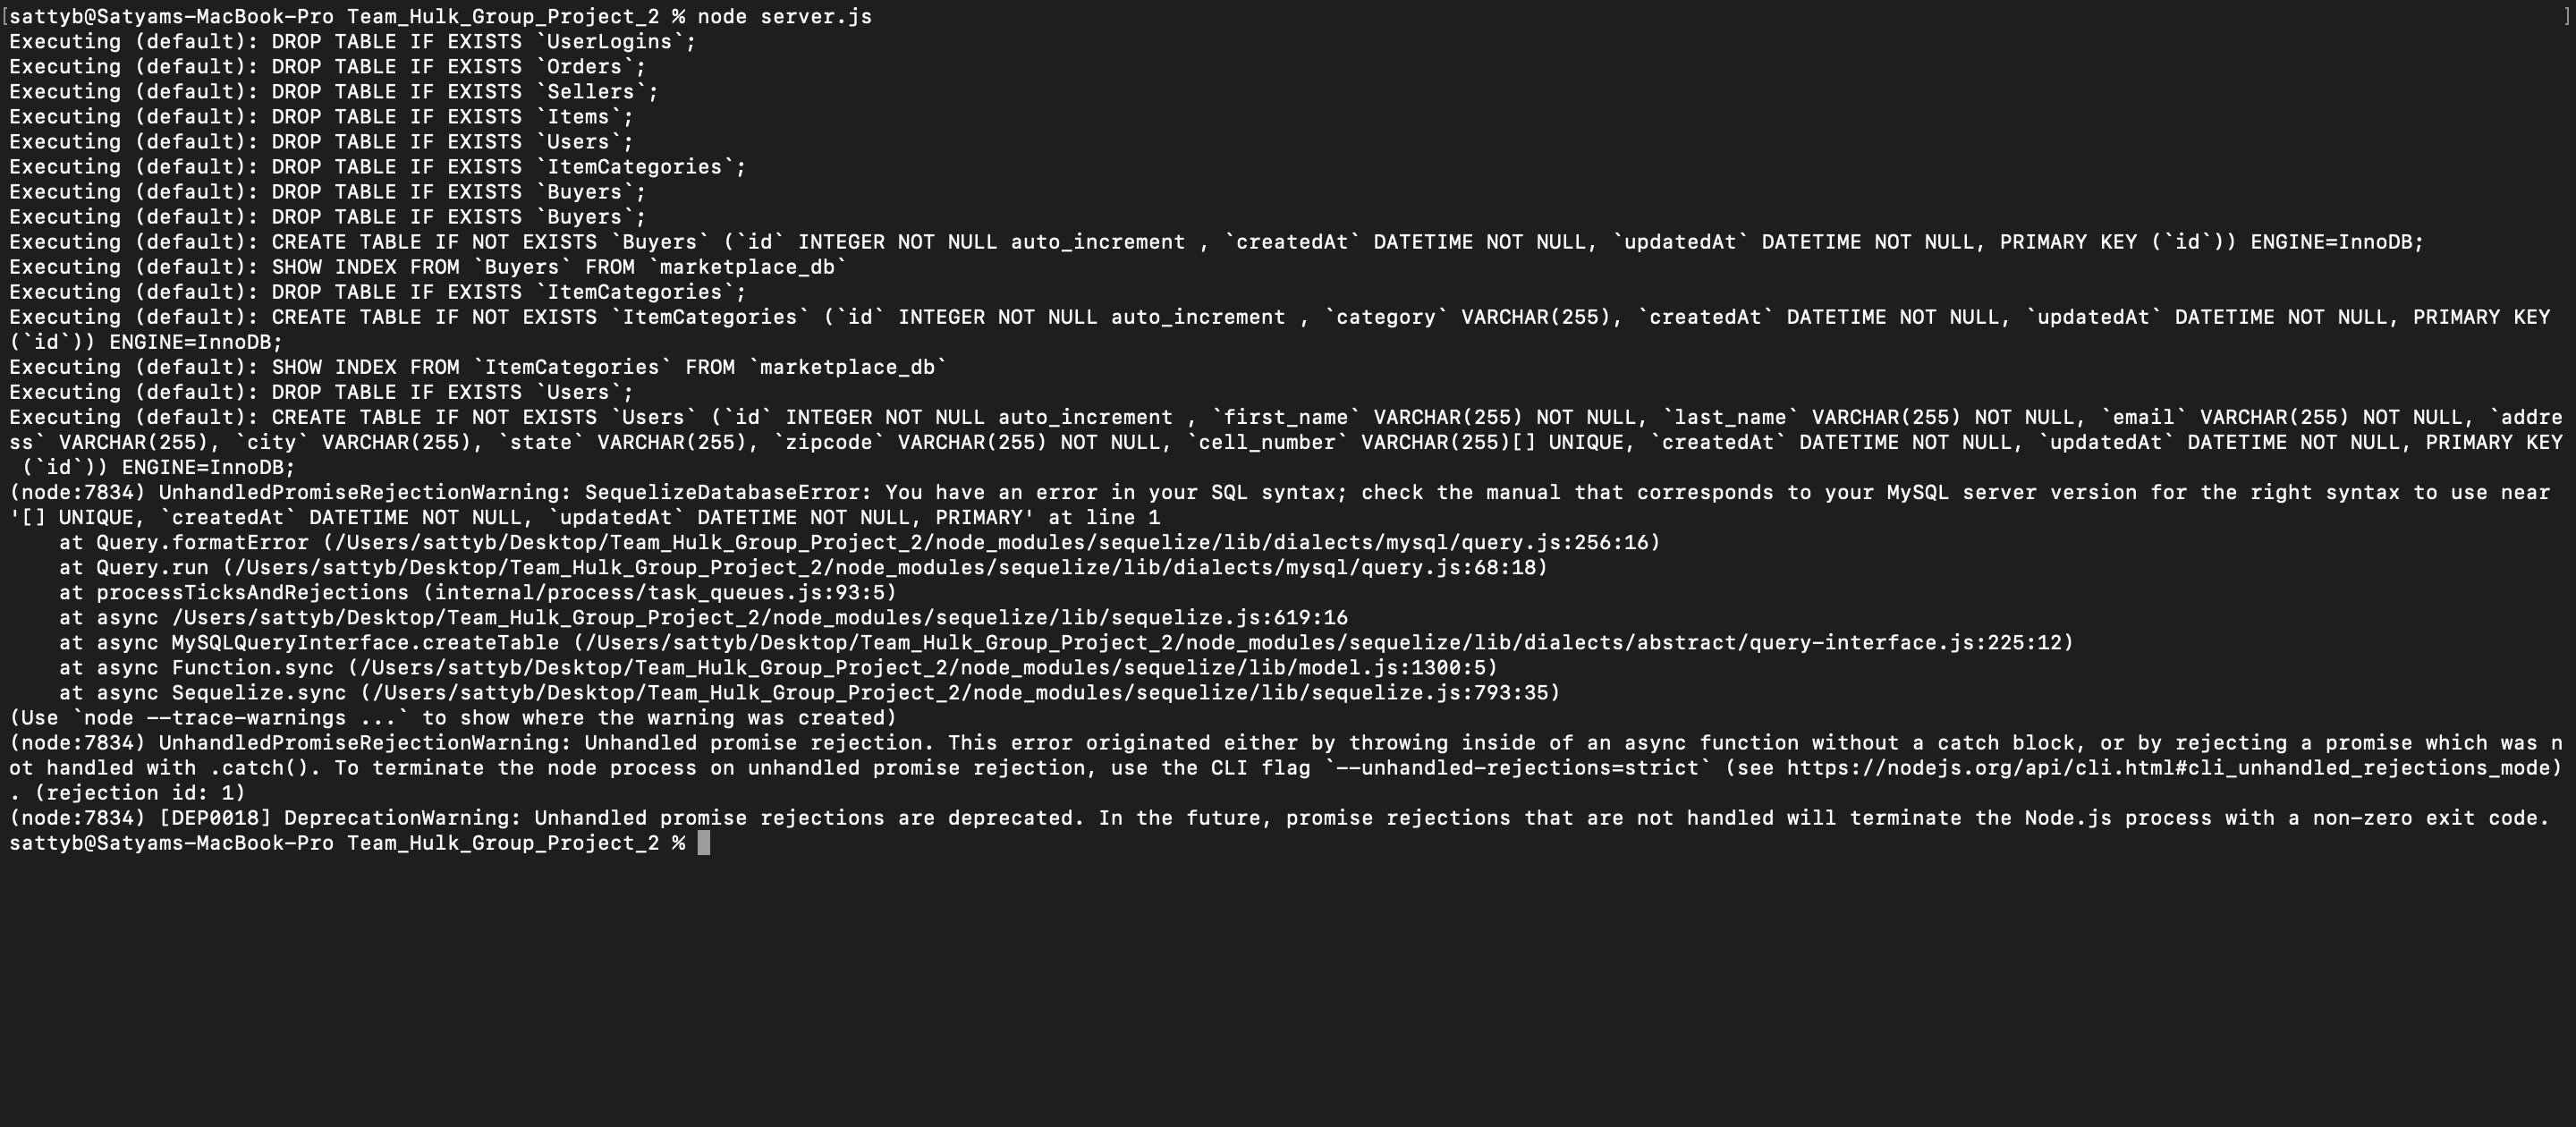 [sattyb@Satyams-MacBook-Pro Team_Hulk_Group_Project_2 % node server.js ]
Executing (default): DROP TABLE IF EXISTS `UserLogins`;
Executing (default): DROP TABLE IF EXISTS `Orders`;
Executing (default): DROP TABLE IF EXISTS `Sellers`;
Executing (default): DROP TABLE IF EXISTS `Items`;
Executing (default): DROP TABLE IF EXISTS `Users`;
Executing (default): DROP TABLE IF EXISTS `ItemCategories`;
Executing (default): DROP TABLE IF EXISTS `Buyers`;
Executing (default): DROP TABLE IF EXISTS `Buyers`;
Executing (default): CREATE TABLE IF NOT EXISTS `Buyers` (`id` INTEGER NOT NULL auto_increment , `createdAt` DATETIME NOT NULL, `updatedAt` DATETIME NOT NULL, PRIMARY KEY (`id`)) ENGINE=InnoDB;
Executing (default): SHOW INDEX FROM `Buyers` FROM `marketplace_db`
Executing (default): DROP TABLE IF EXISTS `ItemCategories`;
Executing (default): CREATE TABLE IF NOT EXISTS `ItemCategories` (`id` INTEGER NOT NULL auto_increment , `category` VARCHAR(255), `createdAt` DATETIME NOT NULL, `updatedAt` DATETIME NOT NULL, PRIMARY KEY
(`id`)) ENGINE=InnoDB;
Executing (default): SHOW INDEX FROM `ItemCategories` FROM `marketplace_db`
Executing (default): DROP TABLE IF EXISTS `Users`;
Executing (default): CREATE TABLE IF NOT EXISTS `Users` (`id` INTEGER NOT NULL auto_increment , `first_name` VARCHAR(255) NOT NULL, `last_name` VARCHAR(255) NOT NULL, `email` VARCHAR(255) NOT NULL, `addre
ss` VARCHAR(255), `city` VARCHAR(255), `state` VARCHAR(255), `zipcode` VARCHAR(255) NOT NULL, `cell_number` VARCHAR(255)[] UNIQUE, `createdAt` DATETIME NOT NULL, `updatedAt` DATETIME NOT NULL, PRIMARY KEY
 (`id`)) ENGINE=InnoDB;
(node:7834) UnhandledPromiseRejectionWarning: SequelizeDatabaseError: You have an error in your SQL syntax; check the manual that corresponds to your MySQL server version for the right syntax to use near
'[] UNIQUE, `createdAt` DATETIME NOT NULL, `updatedAt` DATETIME NOT NULL, PRIMARY' at line 1
    at Query.formatError (/Users/sattyb/Desktop/Team_Hulk_Group_Project_2/node_modules/sequelize/lib/dialects/mysql/query.js:256:16)
    at Query.run (/Users/sattyb/Desktop/Team_Hulk_Group_Project_2/node_modules/sequelize/lib/dialects/mysql/query.js:68:18)
    at processTicksAndRejections (internal/process/task_queues.js:93:5)
    at async /Users/sattyb/Desktop/Team_Hulk_Group_Project_2/node_modules/sequelize/lib/sequelize.js:619:16
    at async MySQLQueryInterface.createTable (/Users/sattyb/Desktop/Team_Hulk_Group_Project_2/node_modules/sequelize/lib/dialects/abstract/query-interface.js:225:12)
    at async Function.sync (/Users/sattyb/Desktop/Team_Hulk_Group_Project_2/node_modules/sequelize/lib/model.js:1300:5)
    at async Sequelize.sync (/Users/sattyb/Desktop/Team_Hulk_Group_Project_2/node_modules/sequelize/lib/sequelize.js:793:35)
(Use `node --trace-warnings ...` to show where the warning was created)
(node:7834) UnhandledPromiseRejectionWarning: Unhandled promise rejection. This error originated either by throwing inside of an async function without a catch block, or by rejecting a promise which was n
ot handled with .catch(). To terminate the node process on unhandled promise rejection, use the CLI flag `--unhandled-rejections=strict` (see https://nodejs.org/api/cli.html#cli_unhandled_rejections_mode)
. (rejection id: 1)
(node:7834) [DEP0018] DeprecationWarning: Unhandled promise rejections are deprecated. In the future, promise rejections that are not handled will terminate the Node.js process with a non-zero exit code.
sattyb@Satyams-MacBook-Pro Team_Hulk_Group_Project_2 %